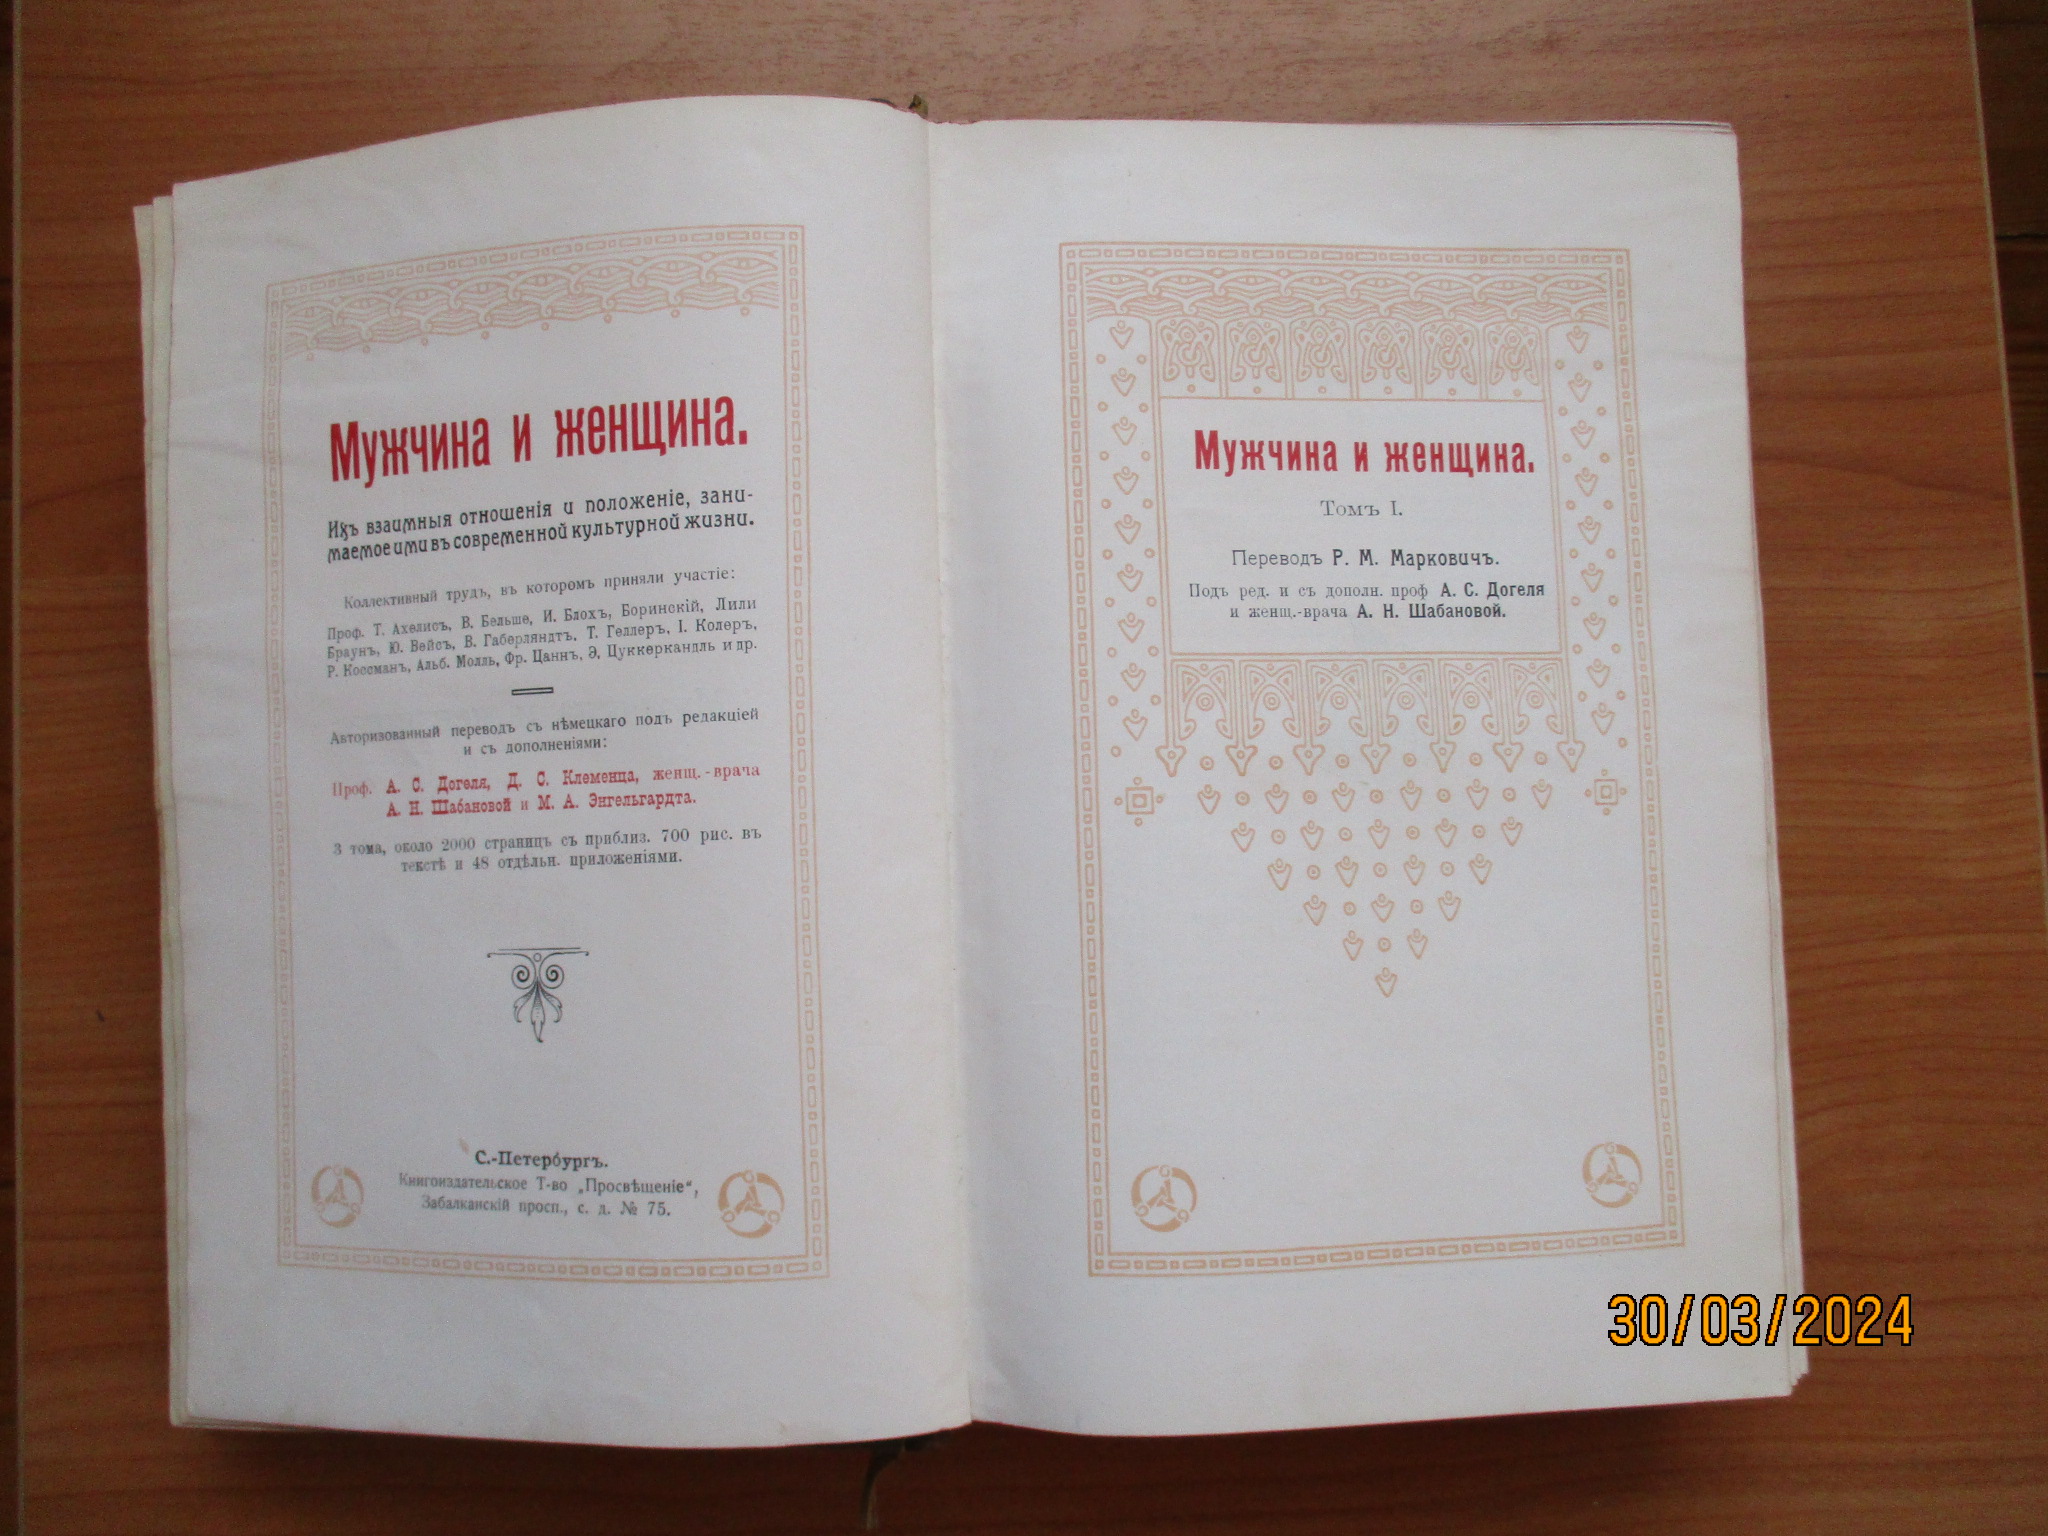 Мужчина и женщина.
Ихъ взаимныя отношенія и положеніе, зани-
маемое ими въ современной культурной жизни.
Коллективный трудъ, въ которомъ приняли участіе:
Проф. Т. Ахелисъ, В. Бельше, И. Блохъ, Боринскій, Лили
Браунъ, Ю. Вейсъ, В. Габерляндтъ, Т. Геллеръ, І. Колеръ,
Р. Коссманъ, Альб. Молль, Фр. Цаннъ, Э. Цуккеркандль и др.
Авторизованный переводъ съ нѣмецкаго подъ редакціей
и съ дополненіями:
Проф. А. С. Догеля, Д. С. Клеменца, женщ.-врача
А. Н. Шабановой и М. А. Энгельгардта.
3 тома, около 2000 страницъ съ приблиз. 700 рис. въ
текстѣ и 48 отдѣльн. приложеніями.
С.-Петербургъ.
Книгоиздательское Т-во „Просвѣщеніе“,
Забалканскій просп., с. д. № 75.
Мужчина и женщина.
Томъ I.
Переводъ Р. М. Марковичъ.
Подъ ред. и съ дополн. проф А. С. Догеля
и женщ.-врача А. Н. Шабановой.
30/03/2024